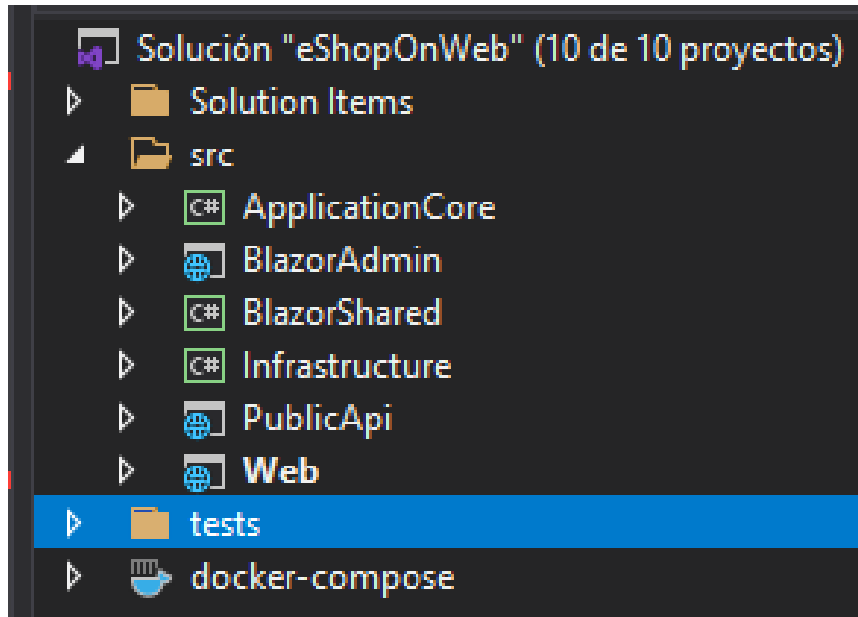 Solución "eShopOnWeb" (10 de 10 proyectos)
Solution Items
src
C# ApplicationCore
BlazorAdmin
C# BlazorShared
C# Infrastructure
PublicApi
Web
tests
docker-compose